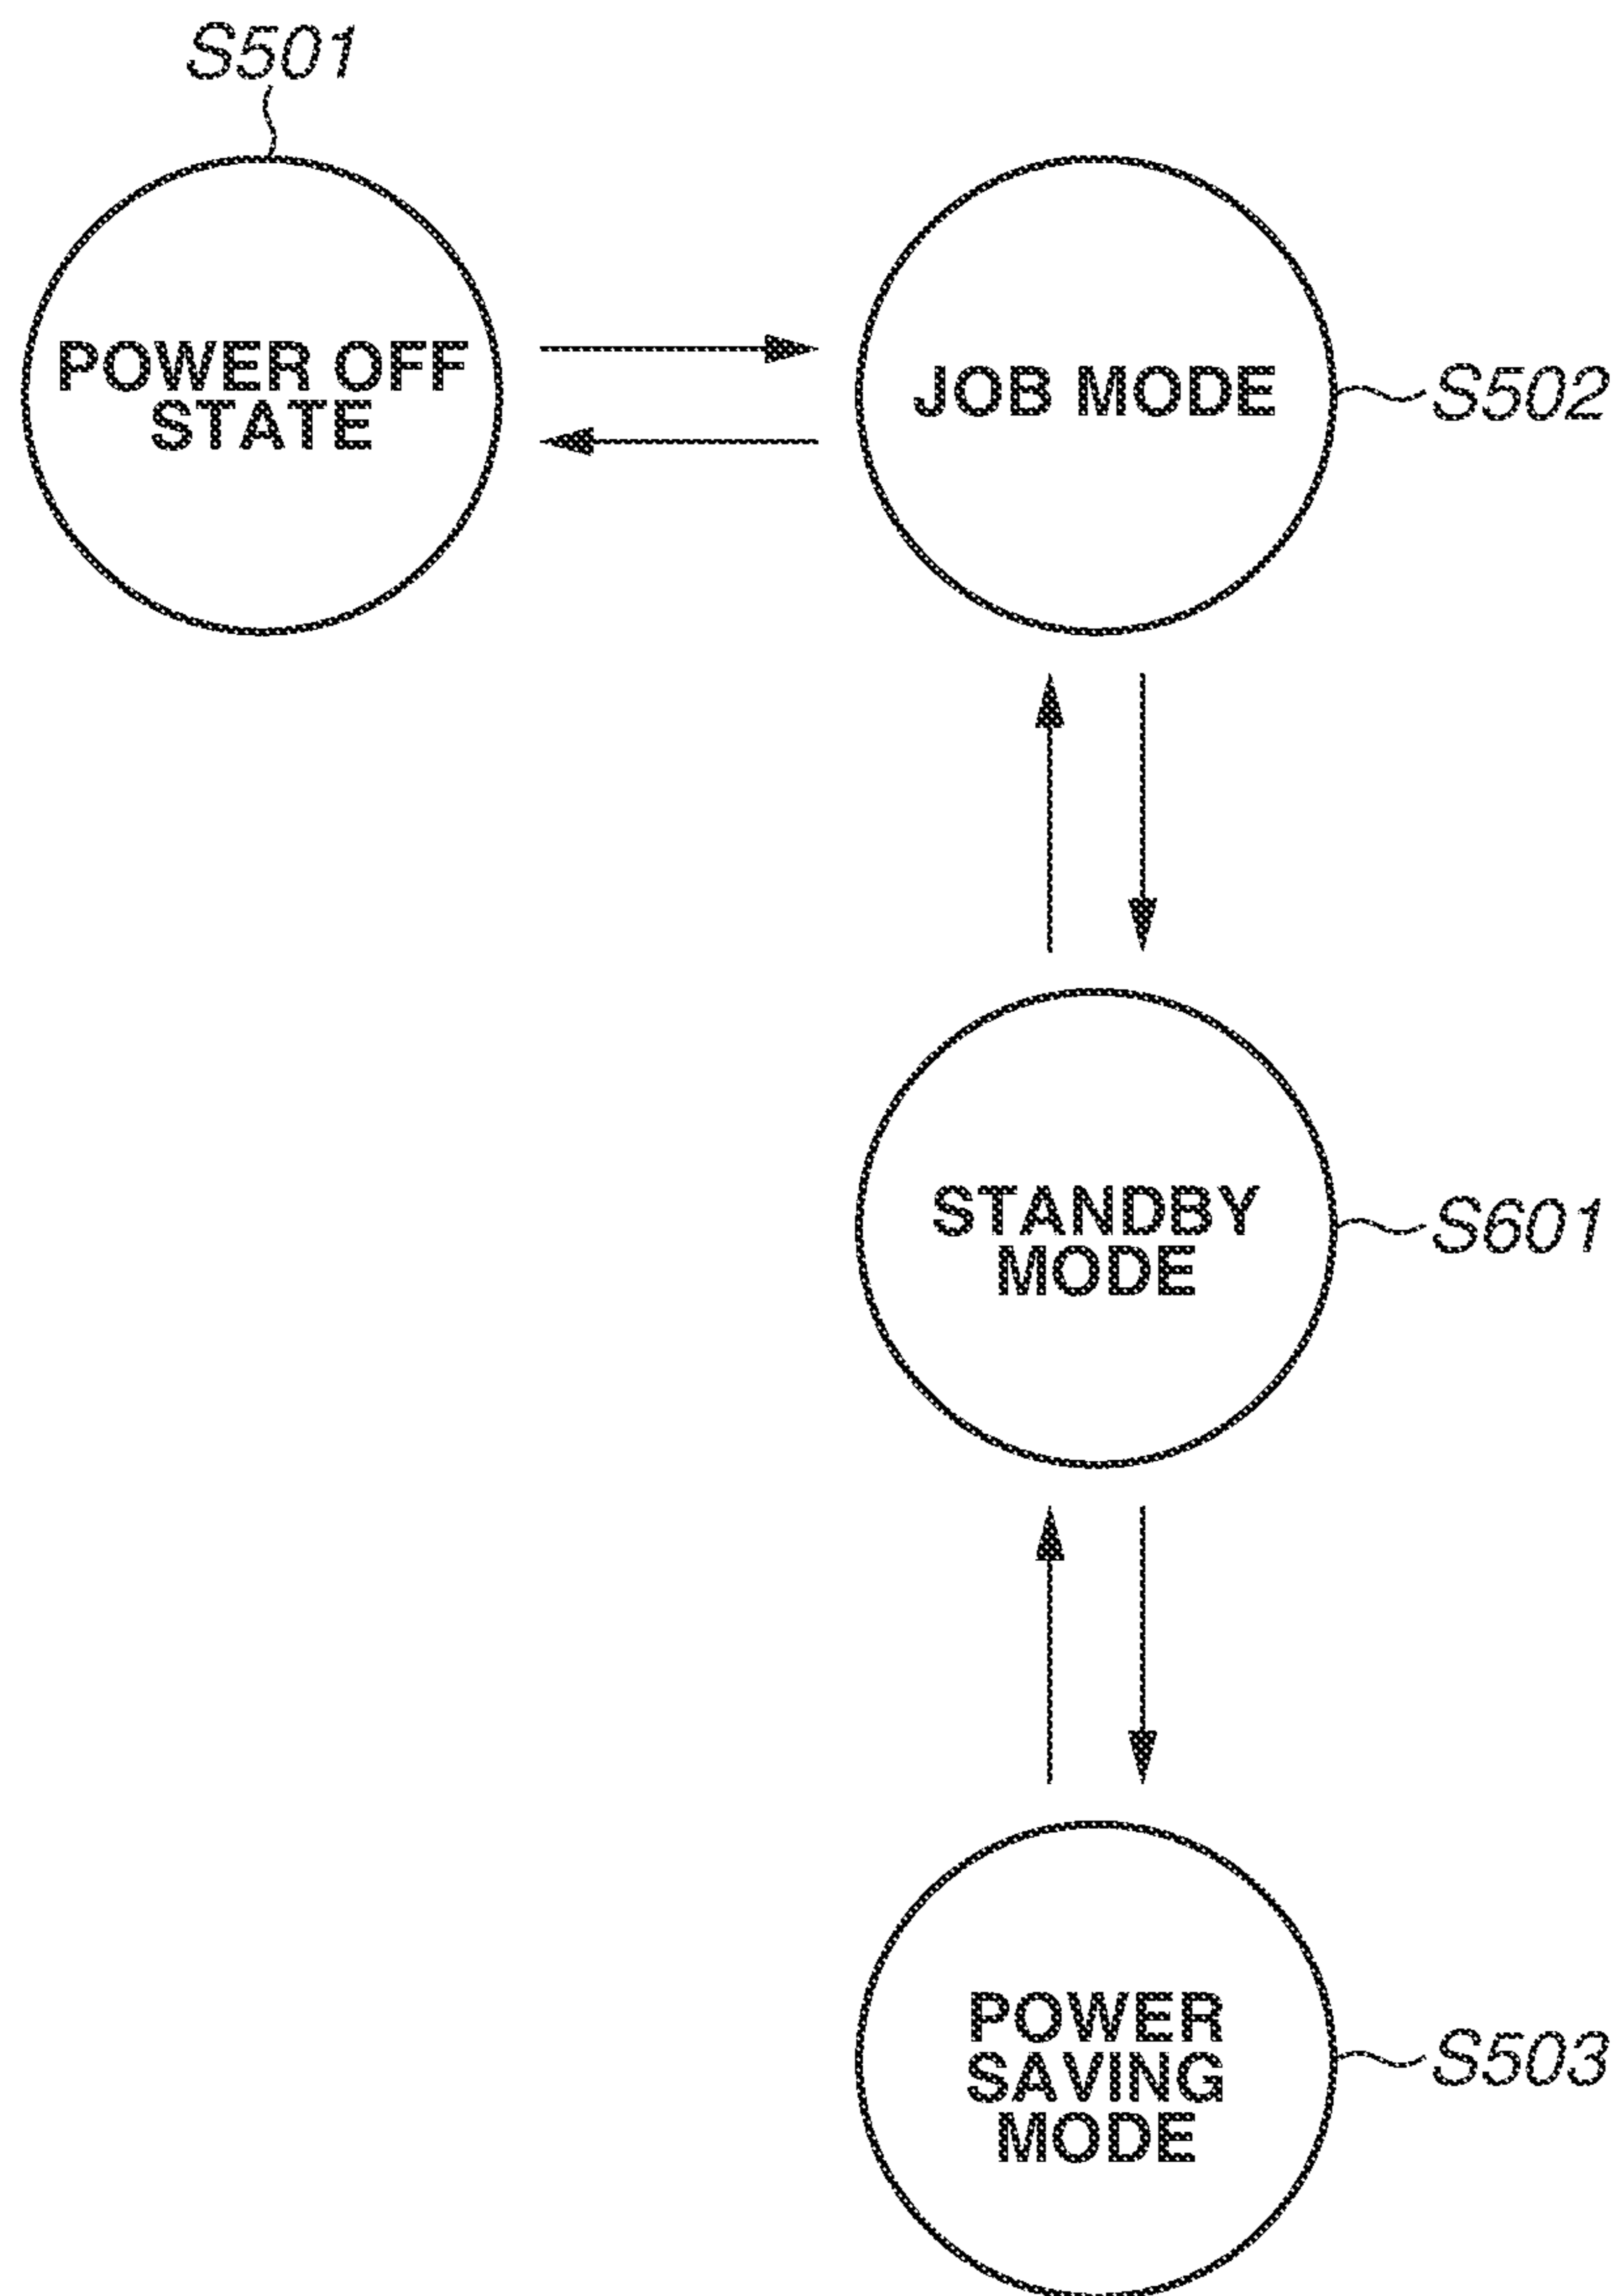 S501
POWER OFF
STATE
JOB MODE
S502
STANDBY
MODE
S601
POWER
SAVING
MODE
S503